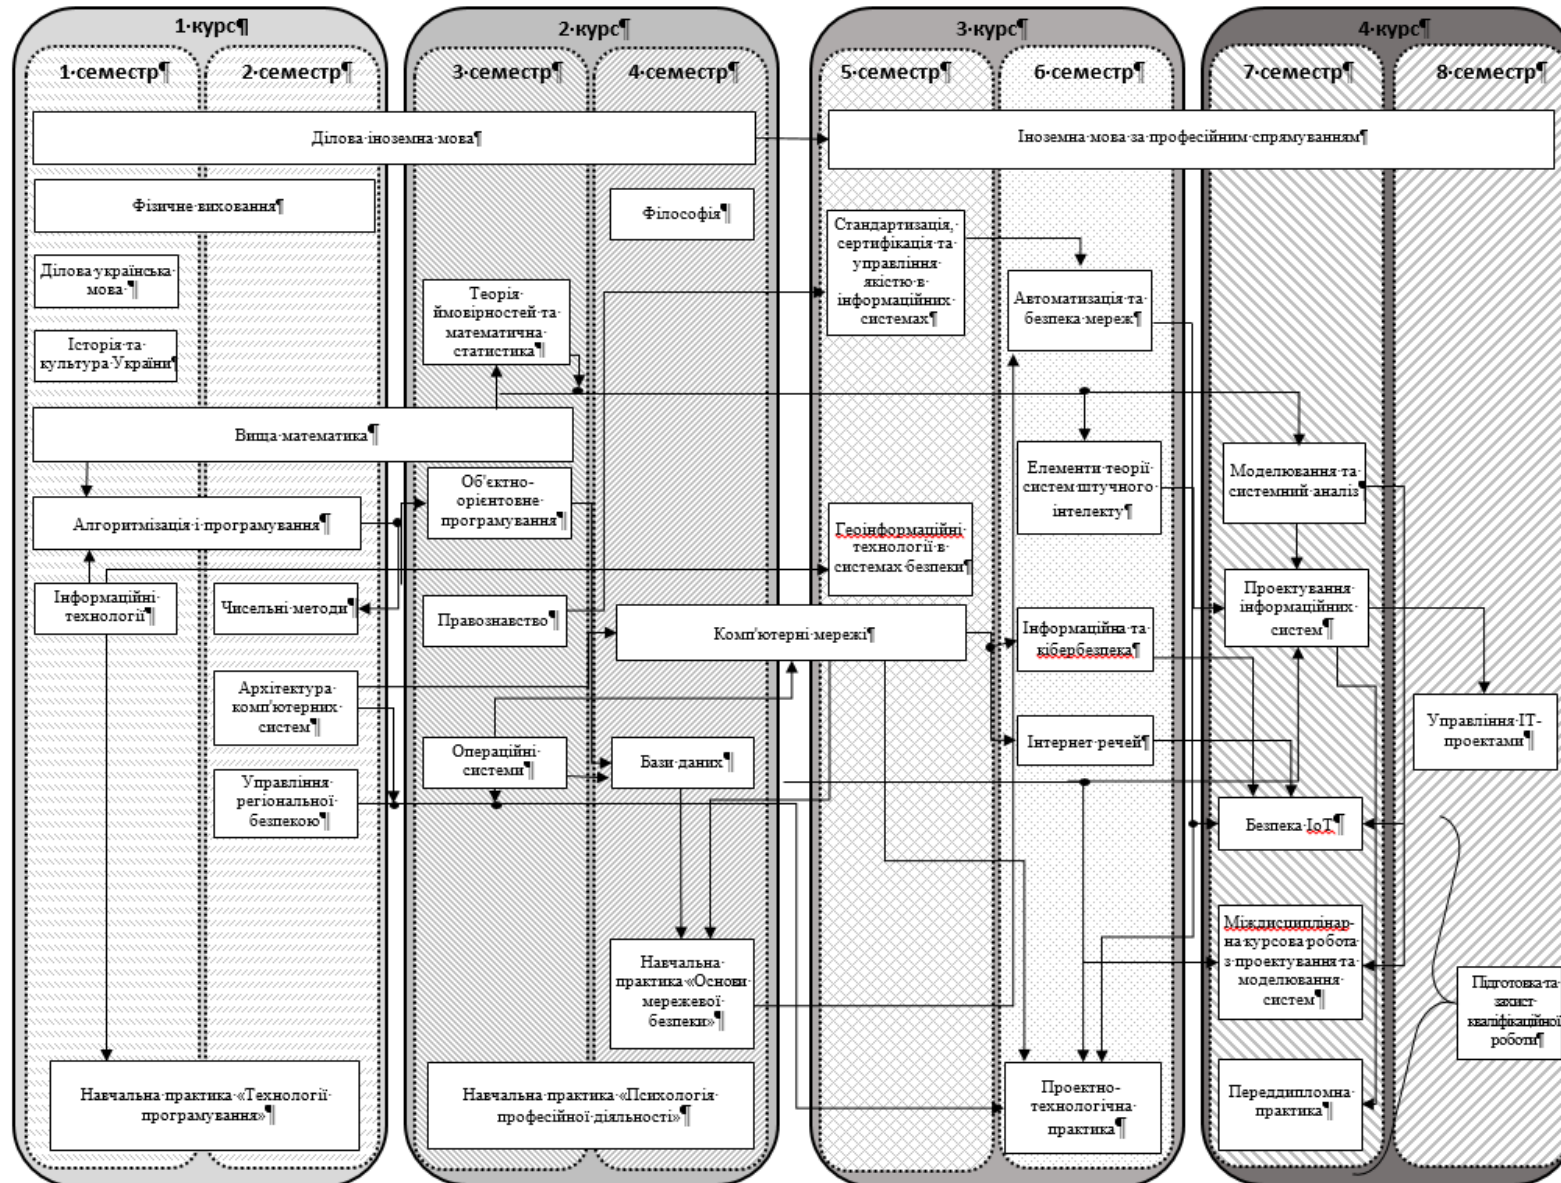 1 курс¶
2 курс¶
3 курс¶
4 курс¶
1·семестр¶
2·семестр¶
3·семестр¶
4·семестр¶
5·семестр¶
6·семестр¶
7·семестр¶
8·семестр¶
Ділова·іноземна·мова¶
Іноземна·мова·за·професійним·спрямуванням¶
Фізичне·виховання¶
Філософія¶
Ділова·українська·
мова·¶
Історія·та·
культура·України¶
Теорія·
ймовірностей·та·
математична·
статистика¶
Стандартизація,·
сертифікація·та·
управління·
якістю·в·
інформаційних·
системах¶
Автоматизація·та·
безпека·мереж¶
Вища·математика¶
Алгоритмізація·і·програмування¶
Об'єктно-
орієнтовне·
програмування¶
Елементи·теорії·
систем·штучного·
інтелекту¶
Моделювання·та·
системний·аналіз¶
Геоінформаційні·
технології·в·
системах·безпеки¶
Інформаційні·
технології¶
Чисельні·методи¶
Правознавство¶
Комп'ютерні·мережі¶
Інформаційна·та·
кібербезпека¶
Проектування·
інформаційних·
систем¶
Архітектура·
комп'ютерних·
систем¶
Операційні·
системи¶
Бази·даних¶
Інтернет·речей¶
Управління·ІТ-
проектами¶
Управління·
регіональної·
безпекою¶
Безпека·ІоТ¶
Навчальна·
практика·«Основи·
мережевої·
безпеки»¶
Міждисциплінар-
на·курсова·робота·
з·проектування·та·
моделювання·
систем¶
Підготовка·та·
захист·
кваліфікаційної·
роботи¶
Навчальна·практика·«Технології·
програмування»¶
Навчальна·практика·«Психологія·
професійної·діяльності»¶
Проектно-
технологічна·
практика¶
Переддипломна·
практика¶